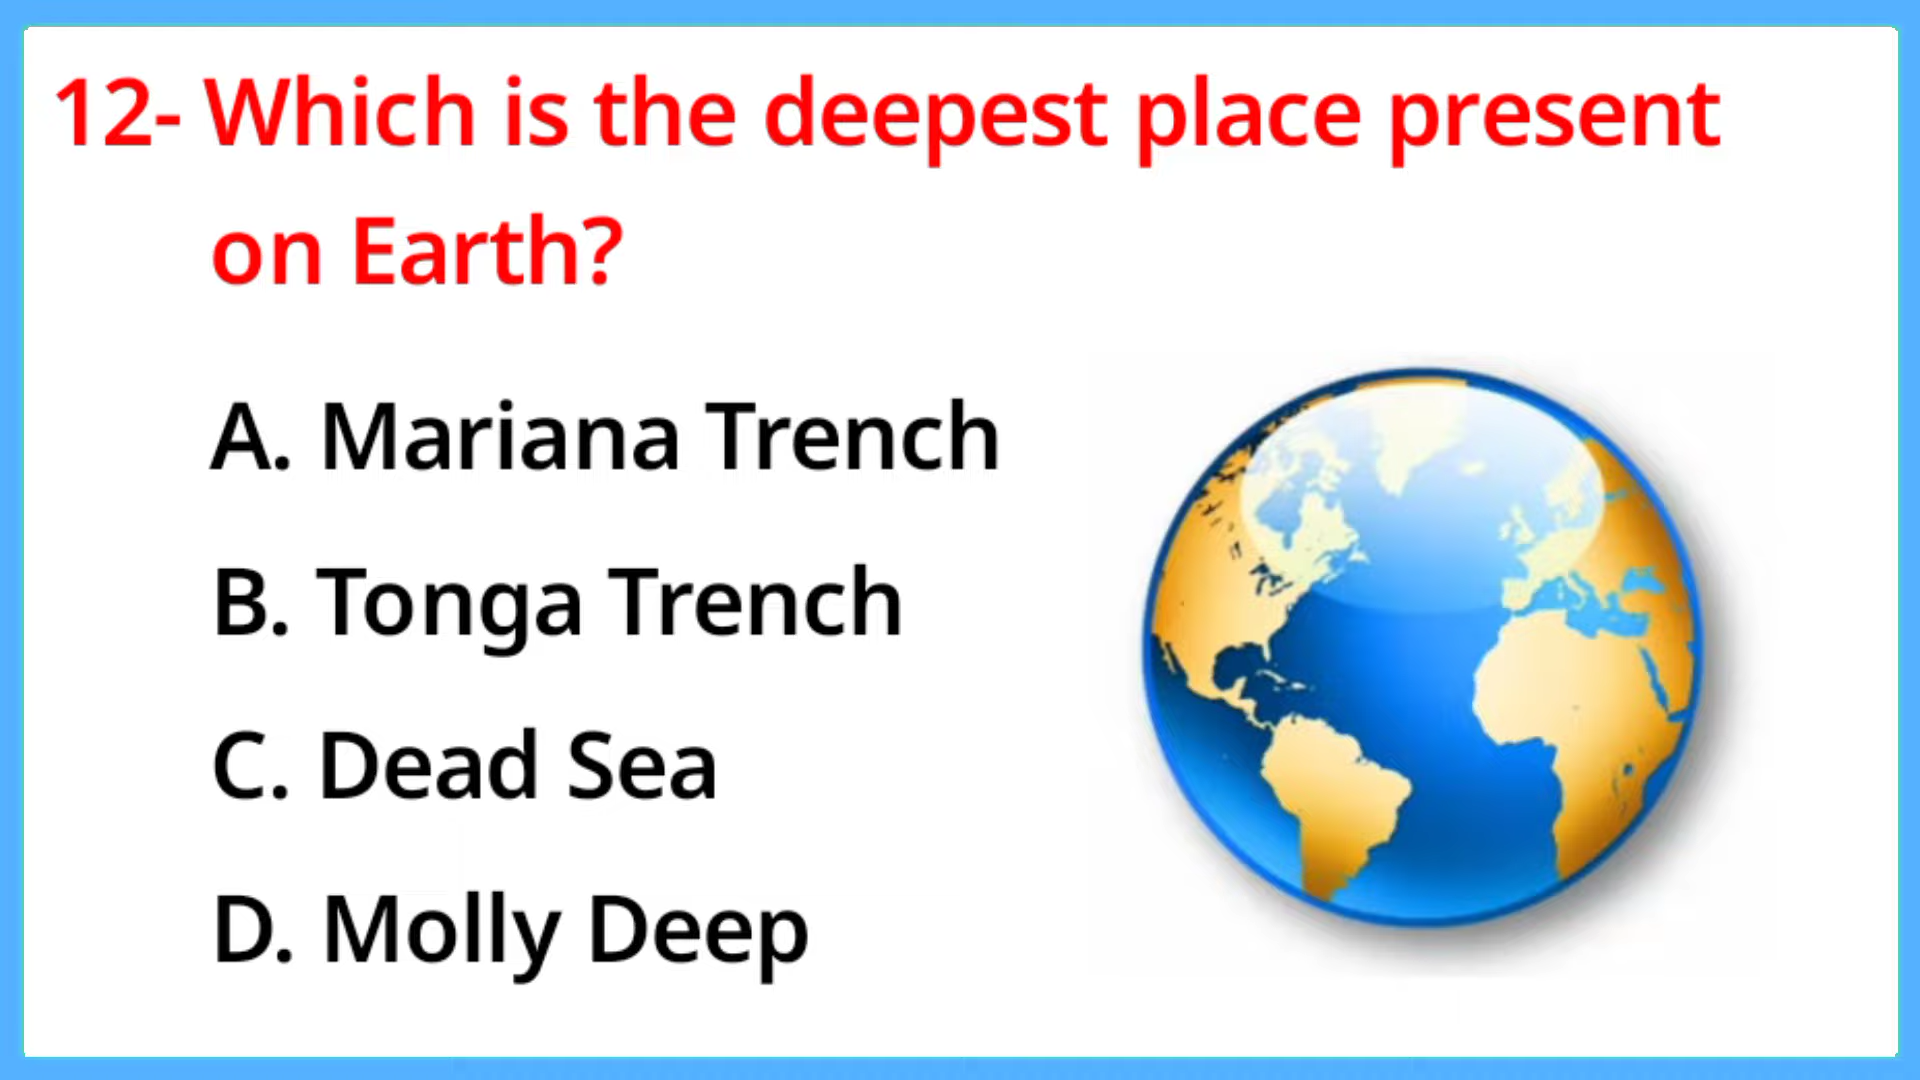 12- Which is the deepest place present
on Earth?
A. Mariana Trench
B. Tonga Trench
C. Dead Sea
D. Molly Deep